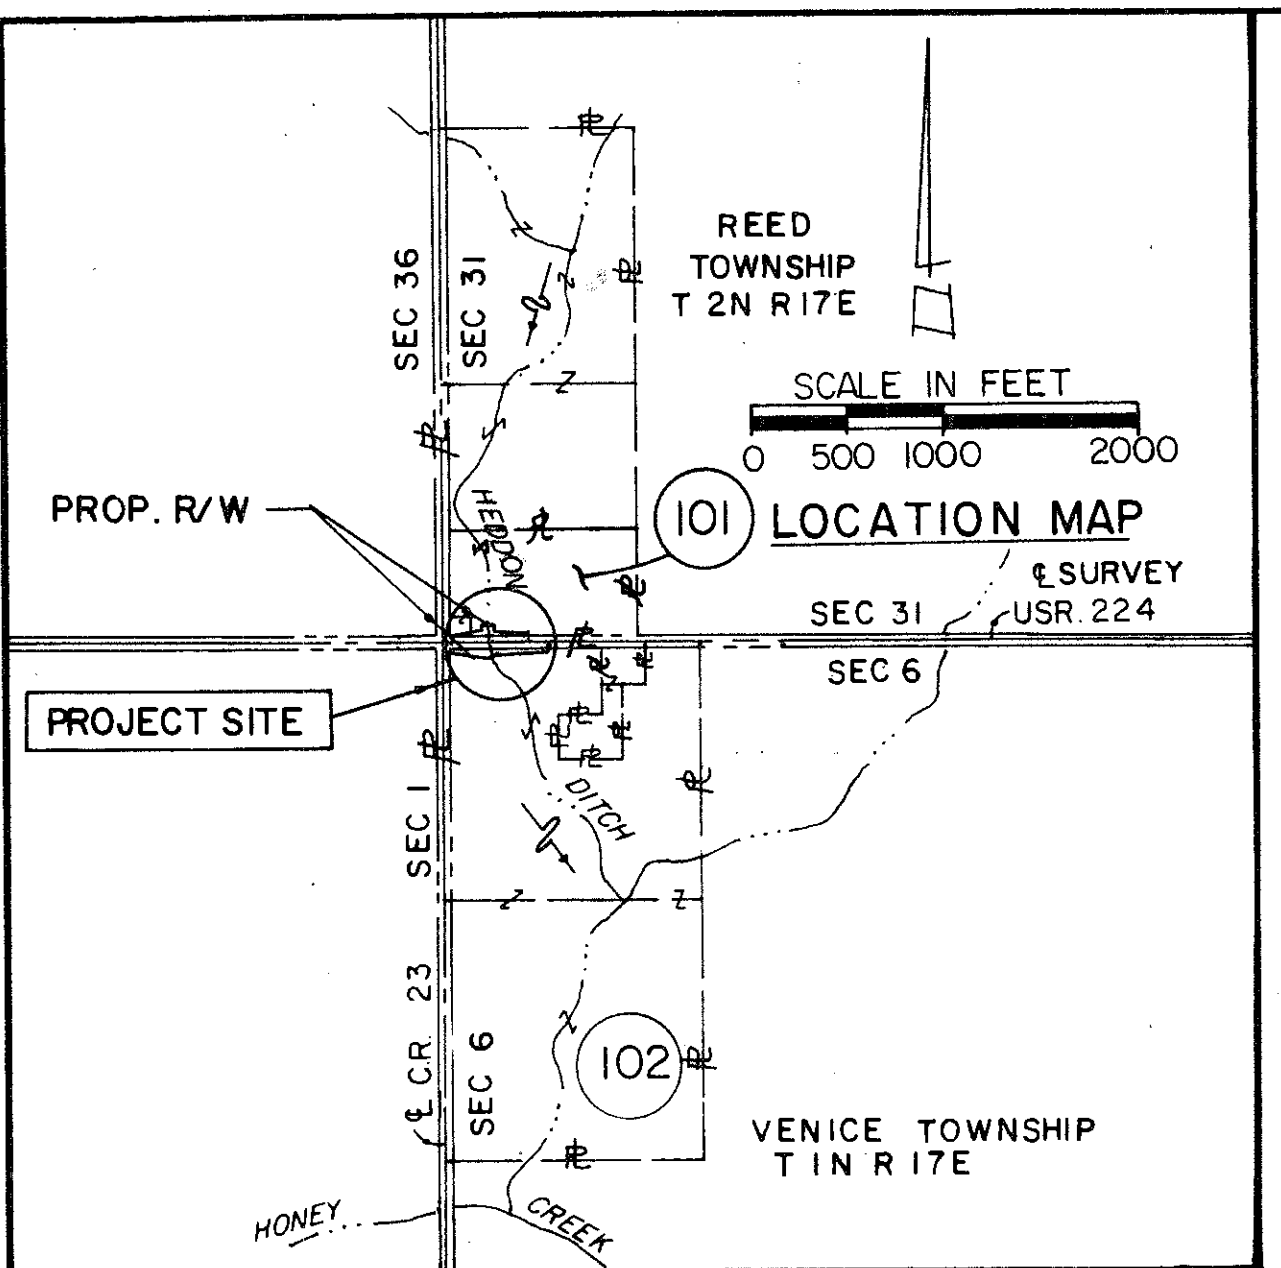 REED
TOWNSHIP
T 2N R17E
SEC 36
SEC 31
SCALE IN FEET
0 500 1000 2000
PROP. R/W
HEDDON
101
LOCATION MAP
℄ SURVEY
USR. 224
SEC 31
SEC 6
PROJECT SITE
DITCH
SEC 1
℄ C.R. 23
SEC 6
102
VENICE TOWNSHIP
T 1N R 17E
HONEY
CREEK